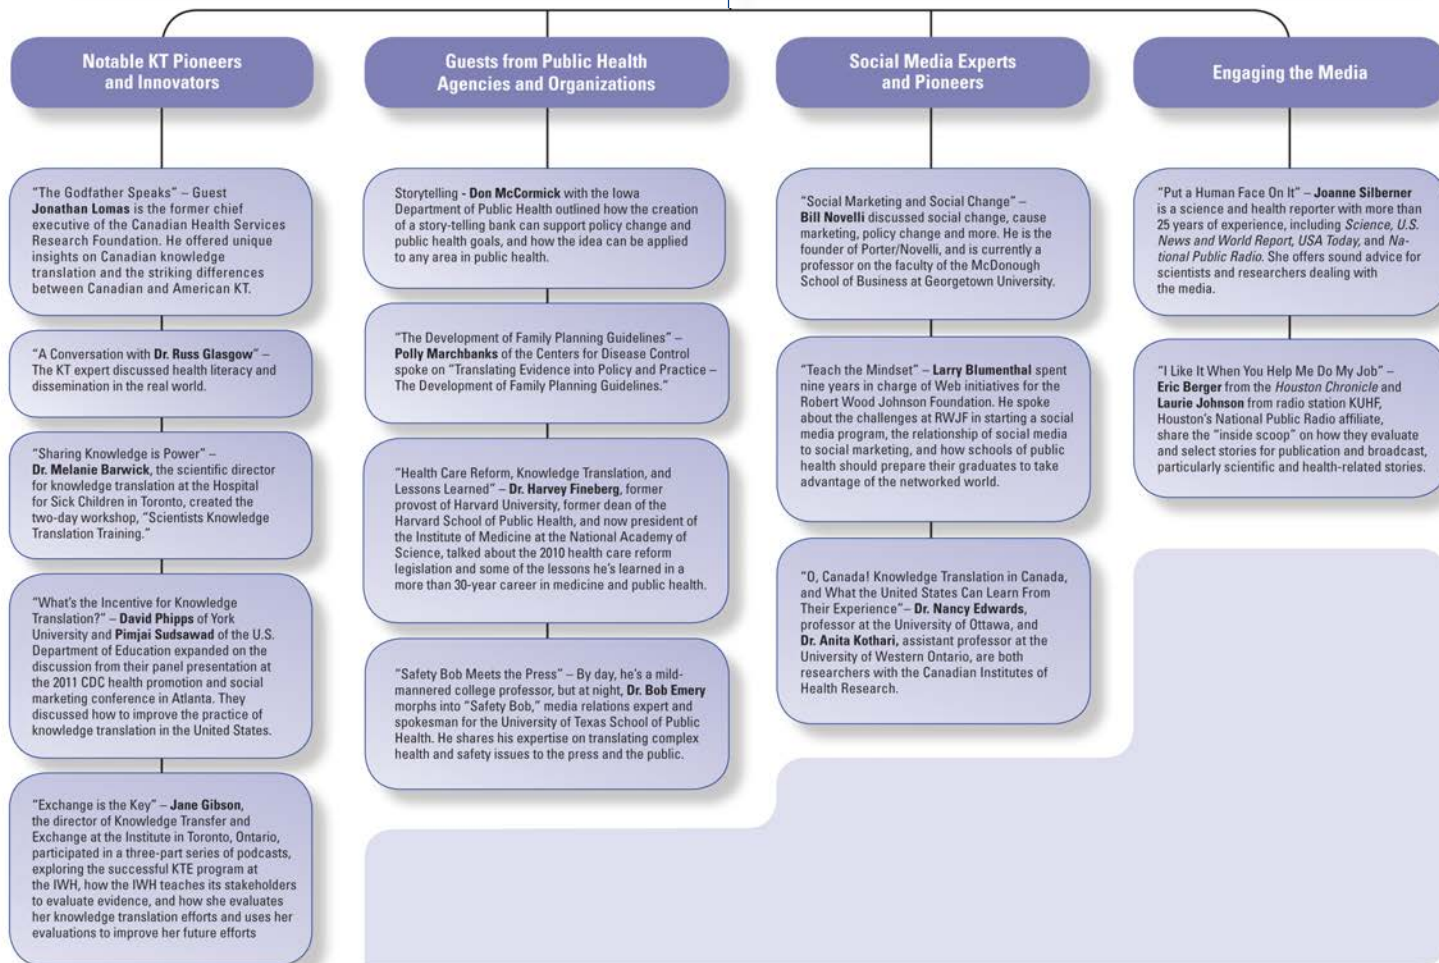 Notable KT Pioneers
and Innovators
"The Godfather Speaks" – Guest
Jonathan Lomas is the former chief
executive of the Canadian Health Services
Research Foundation. He offered unique
insights on Canadian knowledge
translation and the striking differences
between Canadian and American KT.
"A Conversation with Dr. Russ Glasgow" –
The KT expert discussed health literacy and
dissemination in the real world.
"Sharing Knowledge is Power" –
Dr. Melanie Barwick, the scientific director
for knowledge translation at the Hospital
for Sick Children in Toronto, created the
two-day workshop, "Scientists Knowledge
Translation Training."
"What's the Incentive for Knowledge
Translation?" – David Phipps of York
University and Pimjai Sudsawad of the U.S.
Department of Education expanded on the
discussion from their panel presentation at
the 2011 CDC health promotion and social
marketing conference in Atlanta. They
discussed how to improve the practice of
knowledge translation in the United States.
"Exchange is the Key" – Jane Gibson,
the director of Knowledge Transfer and
Exchange at the Institute in Toronto, Ontario,
participated in a three-part series of podcasts,
exploring the successful KTE program at
the IWH, how the IWH teaches its stakeholders
to evaluate evidence, and how she evaluates
her knowledge translation efforts and uses her
evaluations to improve her future efforts
Guests from Public Health
Agencies and Organizations
Storytelling - Don McCormick with the Iowa
Department of Public Health outlined how the creation
of a story-telling bank can support policy change and
public health goals, and how the idea can be applied
to any area in public health.
"The Development of Family Planning Guidelines" –
Polly Marchbanks of the Centers for Disease Control
spoke on "Translating Evidence into Policy and Practice –
The Development of Family Planning Guidelines."
"Health Care Reform, Knowledge Translation, and
Lessons Learned" – Dr. Harvey Fineberg, former
provost of Harvard University, former dean of the
Harvard School of Public Health, and now president of
the Institute of Medicine at the National Academy of
Science, talked about the 2010 health care reform
legislation and some of the lessons he's learned in a
more than 30-year career in medicine and public health.
"Safety Bob Meets the Press" – By day, he's a mild-
mannered college professor, but at night, Dr. Bob Emery
morphs into "Safety Bob," media relations expert and
spokesman for the University of Texas School of Public
Health. He shares his expertise on translating complex
health and safety issues to the press and the public.
Social Media Experts
and Pioneers
"Social Marketing and Social Change" –
Bill Novelli discussed social change, cause
marketing, policy change and more. He is the
founder of Porter/Novelli, and is currently a
professor on the faculty of the McDonough
School of Business at Georgetown University.
"Teach the Mindset" – Larry Blumenthal spent
nine years in charge of Web initiatives for the
Robert Wood Johnson Foundation. He spoke
about the challenges at RWJF in starting a social
media program, the relationship of social media
to social marketing, and how schools of public
health should prepare their graduates to take
advantage of the networked world.
"O, Canada! Knowledge Translation in Canada,
and What the United States Can Learn From
Their Experience"– Dr. Nancy Edwards,
professor at the University of Ottawa, and
Dr. Anita Kothari, assistant professor at the
University of Western Ontario, are both
researchers with the Canadian Institutes of
Health Research.
Engaging the Media
"Put a Human Face On It" – Joanne Silberner
is a science and health reporter with more than
25 years of experience, including Science, U.S.
News and World Report, USA Today, and Na-
tional Public Radio. She offers sound advice for
scientists and researchers dealing with
the media.
"I Like It When You Help Me Do My Job" –
Eric Berger from the Houston Chronicle and
Laurie Johnson from radio station KUHF,
Houston's National Public Radio affiliate,
share the "inside scoop" on how they evaluate
and select stories for publication and broadcast,
particularly scientific and health-related stories.